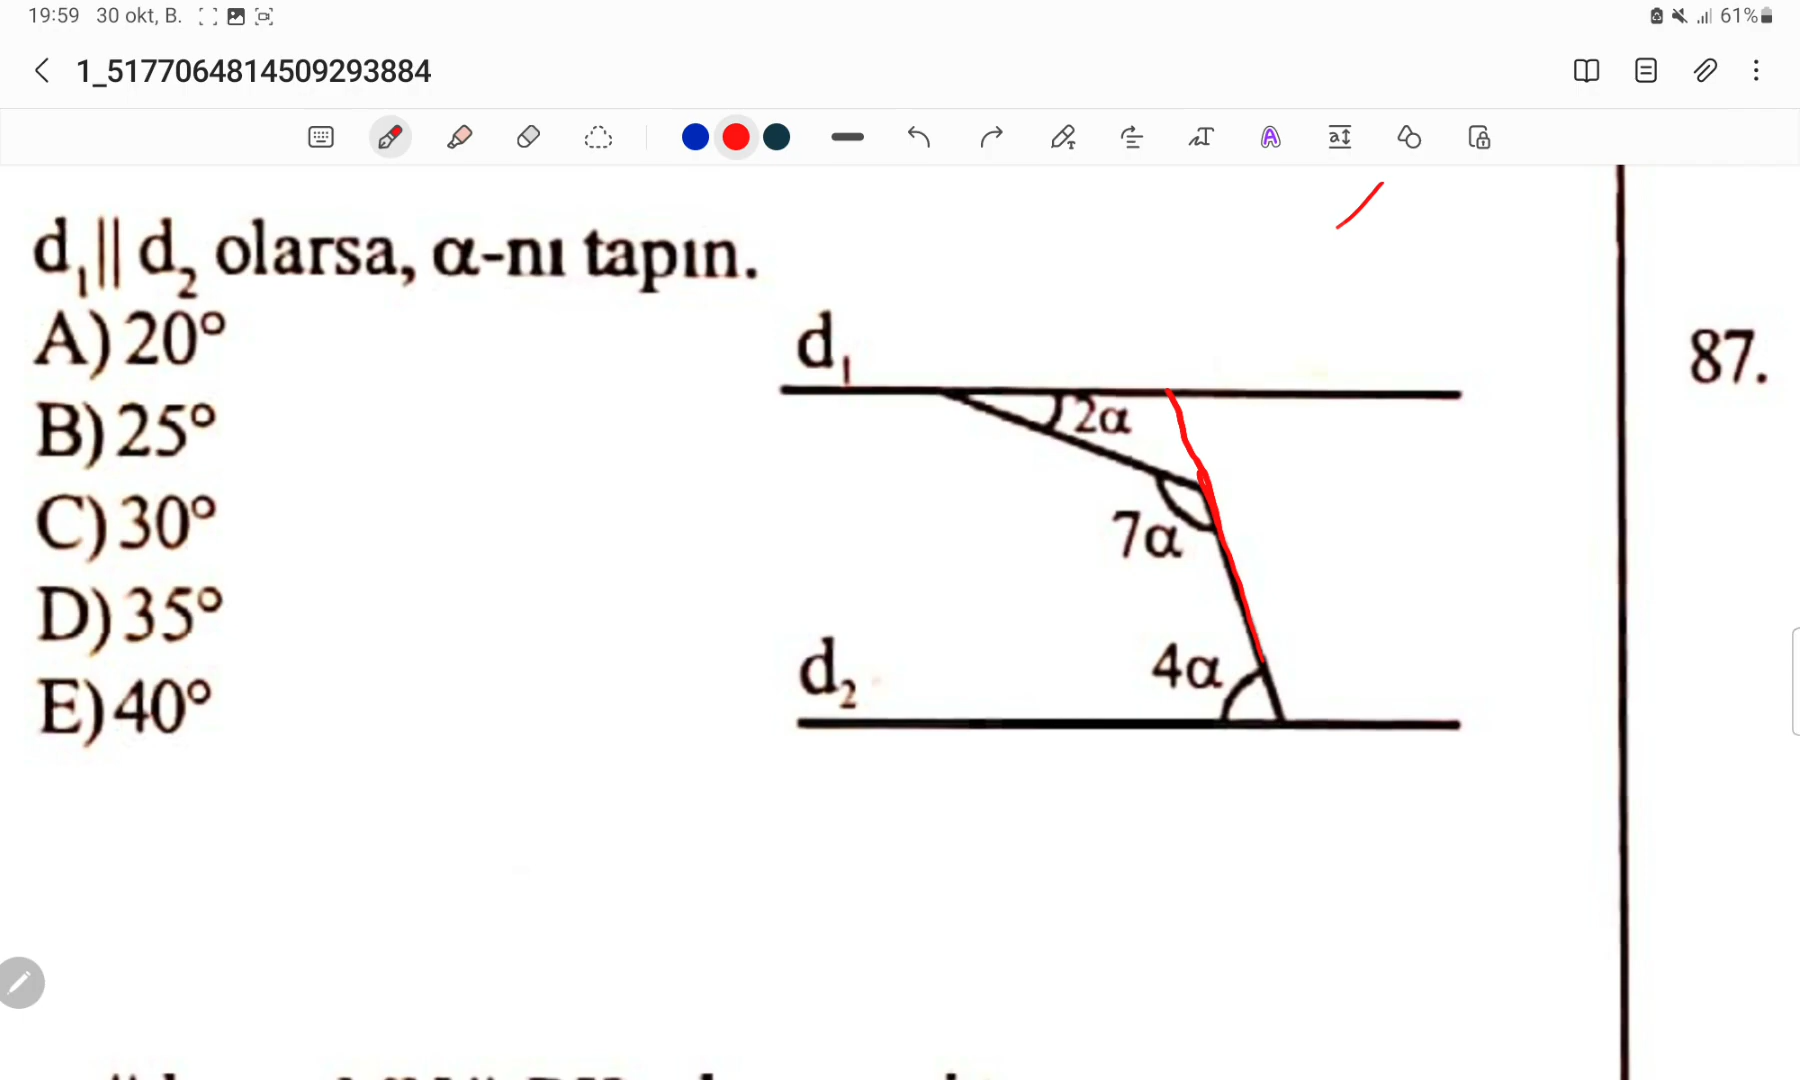 19:59 30 okt, B. 61%
1_5177064814509293884
d₁|| d₂ olarsa, α-nı tapın.
A) 20°
B) 25°
C) 30°
D) 35°
E) 40°
d₁
2α
7α
4α
d₂
87.